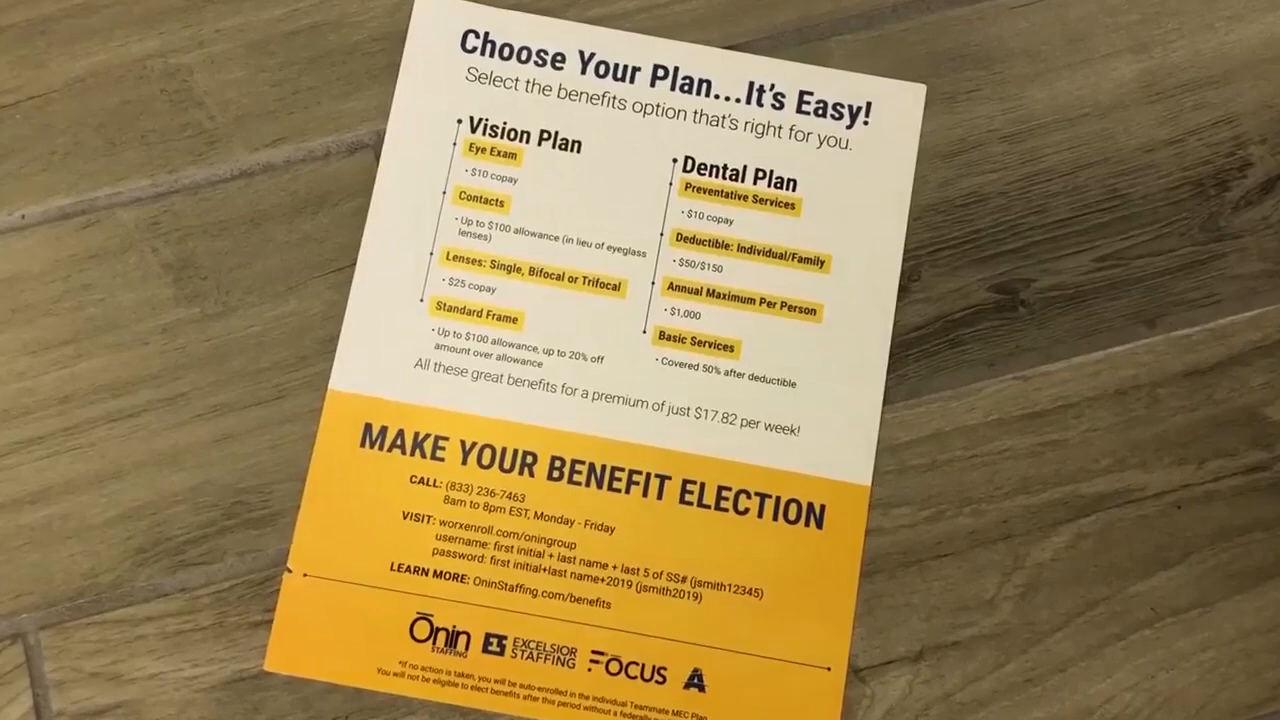 Choose Your Plan...It's Easy!
Select the benefits option that's right for you.
Vision Plan
Eye Exam
• $10 copay
Contacts
• Up to $100 allowance (in lieu of eyeglass
lenses)
Lenses: Single, Bifocal or Trifocal
• $25 copay
Standard Frame
• Up to $100 allowance, up to 20% off
amount over allowance
Dental Plan
Preventative Services
• $10 copay
Deductible: Individual/Family
• $50/$150
Annual Maximum Per Person
• $1,000
Basic Services
• Covered 50% after deductible
All these great benefits for a premium of just $17.82 per week!
MAKE YOUR BENEFIT ELECTION
CALL: (833) 236-7463
8am to 8pm EST, Monday - Friday
VISIT: worxenroll.com/oningroup
username: first initial + last name + last 5 of SS# (jsmith12345)
password: first initial+last name+2019 (jsmith2019)
LEARN MORE: OninStaffing.com/benefits
Ōnin
STAFFING
ES EXCELSIOR
STAFFING
FOCUS
A
*If no action is taken, you will be auto-enrolled in the individual Teammate MEC Plan
You will not be eligible to elect benefits after this period without a federally